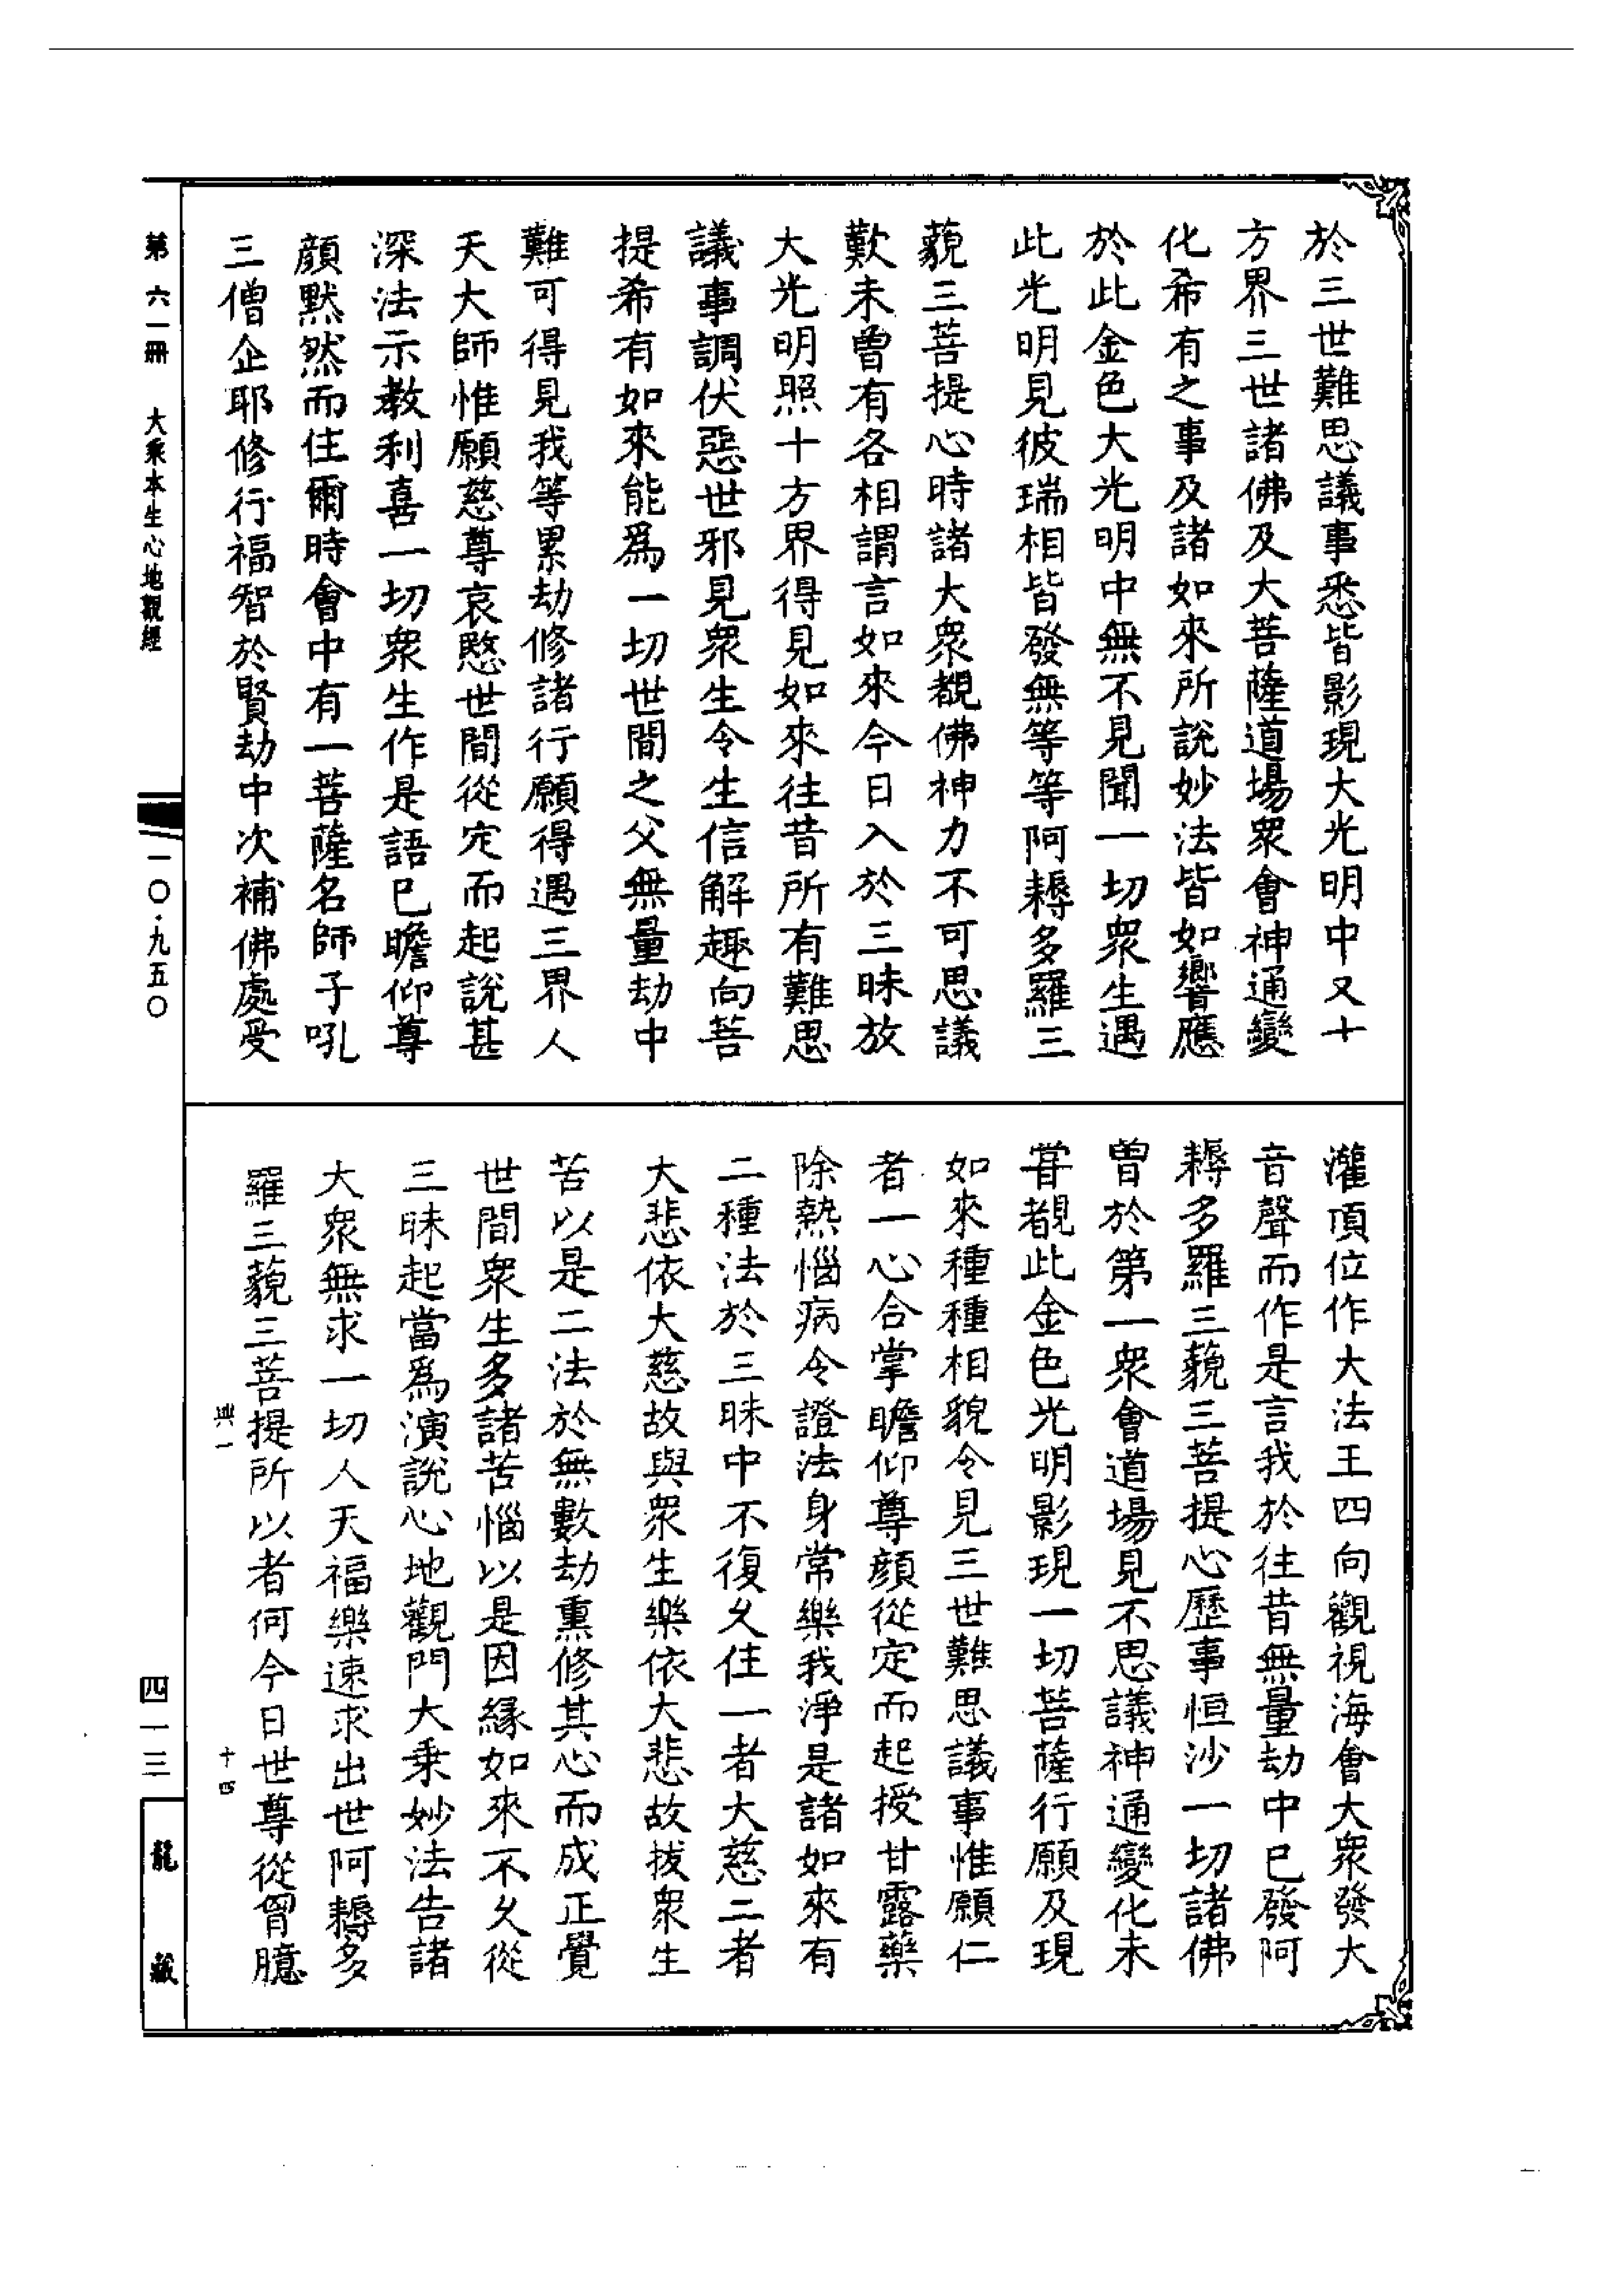 於三世難思議事悉皆影現大光明中又十
方界三世諸佛及大菩薩道場衆會神通變
化希有之事及諸如來所説妙法皆如響應
於此金色大光明中無不見聞一切衆生遇
此光明見彼瑞相皆發無等等阿耨多羅三
藐三菩提心時諸大衆覩佛神力不可思議
歎未曾有各相謂言如來今日入於三昧放
大光明照十方界得見如來往昔所有難思
議事調伏惡世邪見衆生令生信解趣向菩
提希有如來能爲一切世間之父無量劫中
難可得見我等累劫修諸行願得遇三界人
天大師惟願慈尊哀愍世間從定而起説甚
深法示教利喜一切衆生作是語已瞻仰尊
顔黙然而住爾時會中有一菩薩名師子吼
三僧企耶修行福智於賢劫中次補佛處受
灌頂位作大法王四向觀視海會大衆發大
音聲而作是言我於往昔無量劫中已發阿
耨多羅三藐三菩提心歷事恒沙一切諸佛
曾於第一衆會道場見不思議神通變化未
甞覩此金色光明影現一切菩薩行願及現
如來種種相貌令見三世難思議事惟願仁
者一心合掌瞻仰尊顔從定而起授甘露藥
除熱惱病令證法身常樂我淨是諸如來有
二種法於三昧中不復久住一者大慈二者
大悲依大慈故與衆生樂依大悲故拔衆生
苦以是二法於無數劫熏修其心而成正覺
世間衆生多諸苦惱以是因縁如來不久從
三昧起當爲演説心地觀門大乗妙法告諸
大衆無求一切人天福樂速求出世阿耨多
羅三藐三菩提所以者何今日世尊從胷臆
興一
十四
第六一冊 大乘本生心地觀經
一〇·九五〇
四一三
龍藏